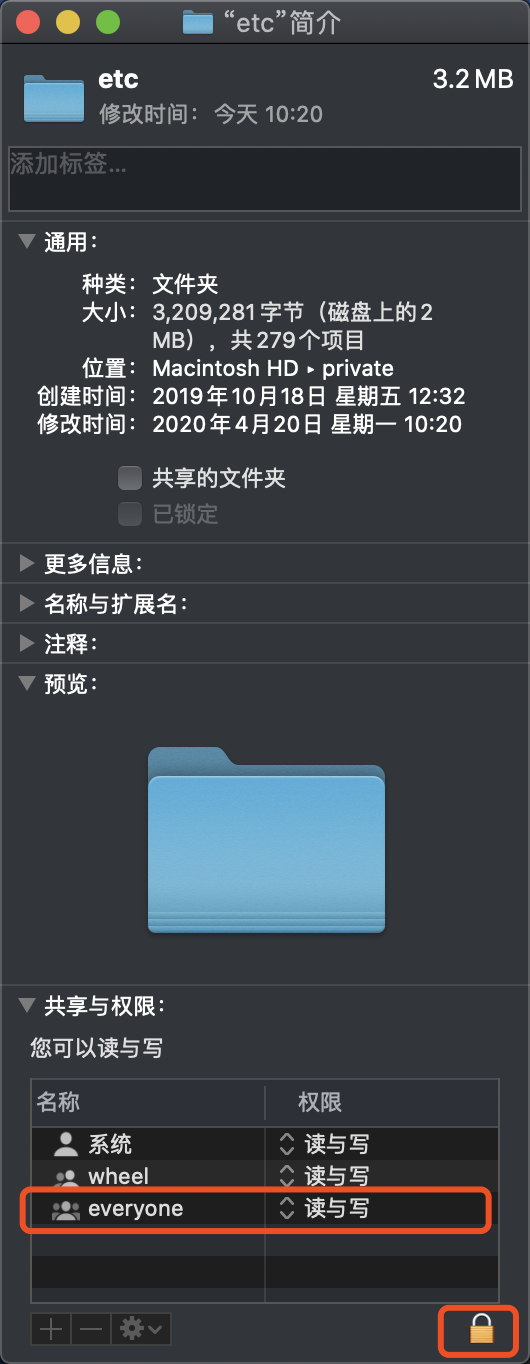 “etc”简介
etc 3.2 MB
修改时间：今天 10:20
添加标签...
通用：
种类：文件夹
大小：3,209,281 字节（磁盘上的2
MB），共279个项目
位置：Macintosh HD ▸ private
创建时间：2019年10月18日 星期五 12:32
修改时间：2020年4月20日 星期一 10:20
共享的文件夹
已锁定
更多信息：
名称与扩展名：
注释：
预览：
共享与权限：
您可以读与写
名称 权限
系统 读与写
wheel 读与写
everyone 读与写